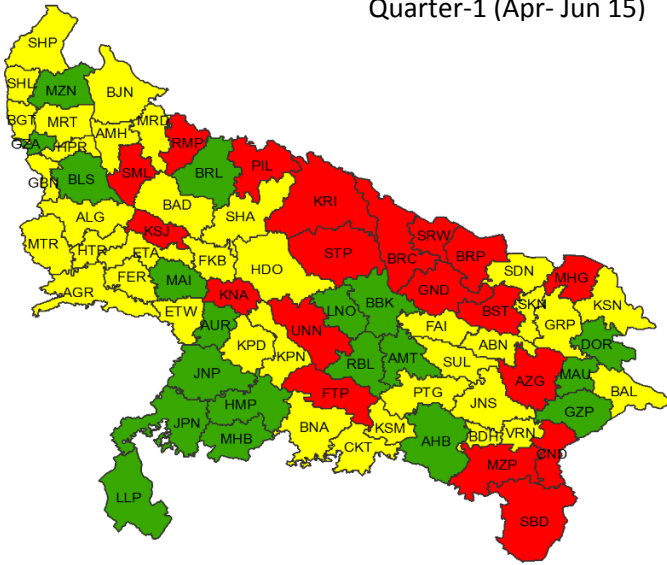 Quarter-1 (Apr- Jun 15)
SHP
SHL
MZN
BJN
BGT
MRT
AMH
MRD
RMP
GZA
HPR
GBN
BLS
SML
BRL
PIL
KRI
BAD
SHA
ALG
KSJ
MTR
HTR
ETA
FKB
HDO
STP
BRC
SRW
BRP
SDN
MHG
KSN
AGR
FER
MAI
KNA
GND
BST
SKN
GRP
ETW
AUR
UNN
LNO
BBK
FAI
ABN
DOR
KPD
KPN
RBL
AMT
SUL
AZG
MAU
BAL
JNP
FTP
PTG
JNS
GZP
HMP
JPN
MHB
BNA
CKT
KSM
AHB
BDH
VRN
CND
MZP
LLP
SBD